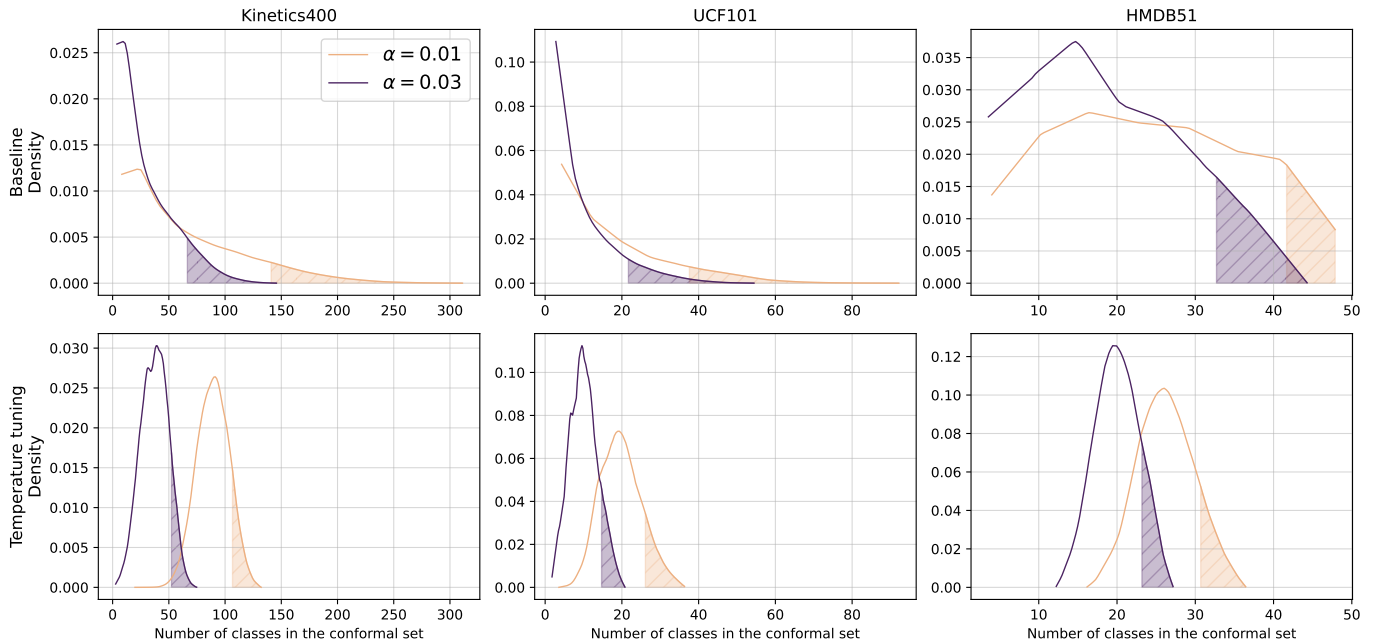 Kinetics400
UCF101
HMDB51
Baseline
Density
0.025
0.020
0.015
0.010
0.005
0.000
α = 0.01
α = 0.03
0 50 100 150 200 250 300
0.10
0.08
0.06
0.04
0.02
0.00
0 20 40 60 80
0.035
0.030
0.025
0.020
0.015
0.010
0.005
0.000
10 20 30 40 50
Temperature tuning
Density
0.030
0.025
0.020
0.015
0.010
0.005
0.000
0 50 100 150 200 250 300
Number of classes in the conformal set
0.10
0.08
0.06
0.04
0.02
0.00
0 20 40 60 80
Number of classes in the conformal set
0.12
0.10
0.08
0.06
0.04
0.02
0.00
10 20 30 40 50
Number of classes in the conformal set